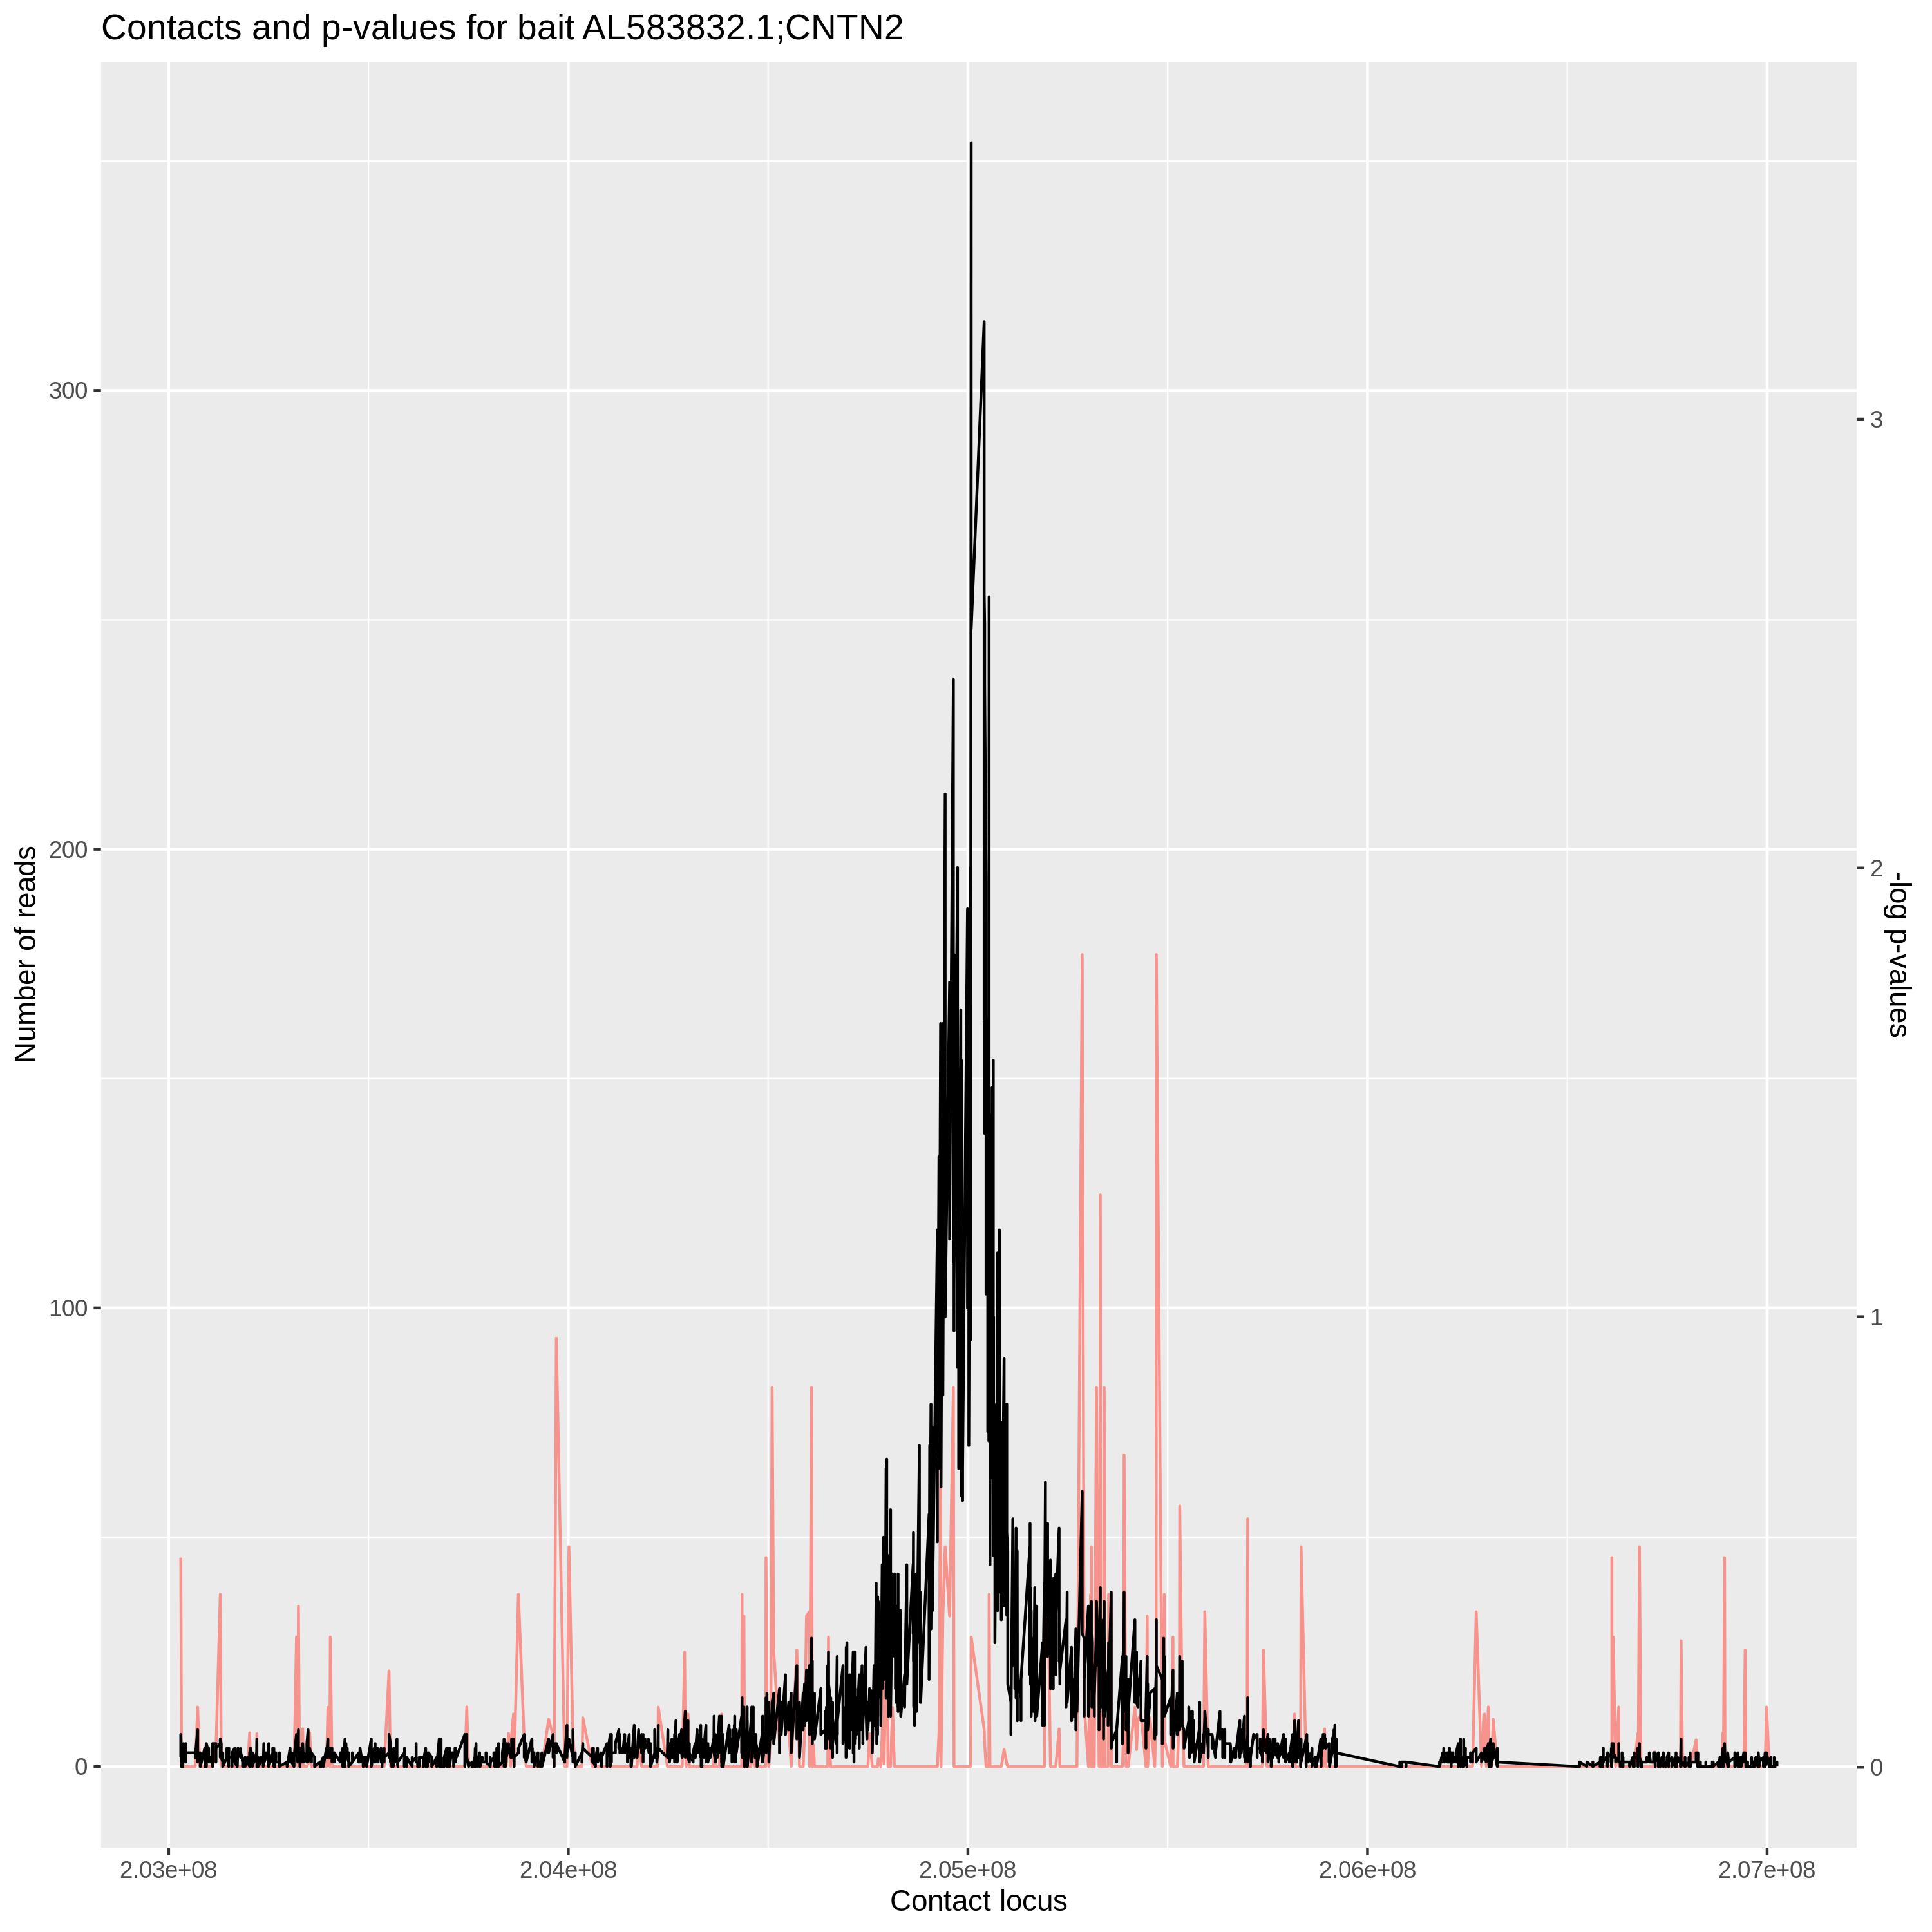 Contacts and p-values for bait AL583832.1;CNTN2
300
200
100
0
Number of reads
3
2
1
0
-log p-values
2.03e+08
2.04e+08
2.05e+08
2.06e+08
2.07e+08
Contact locus